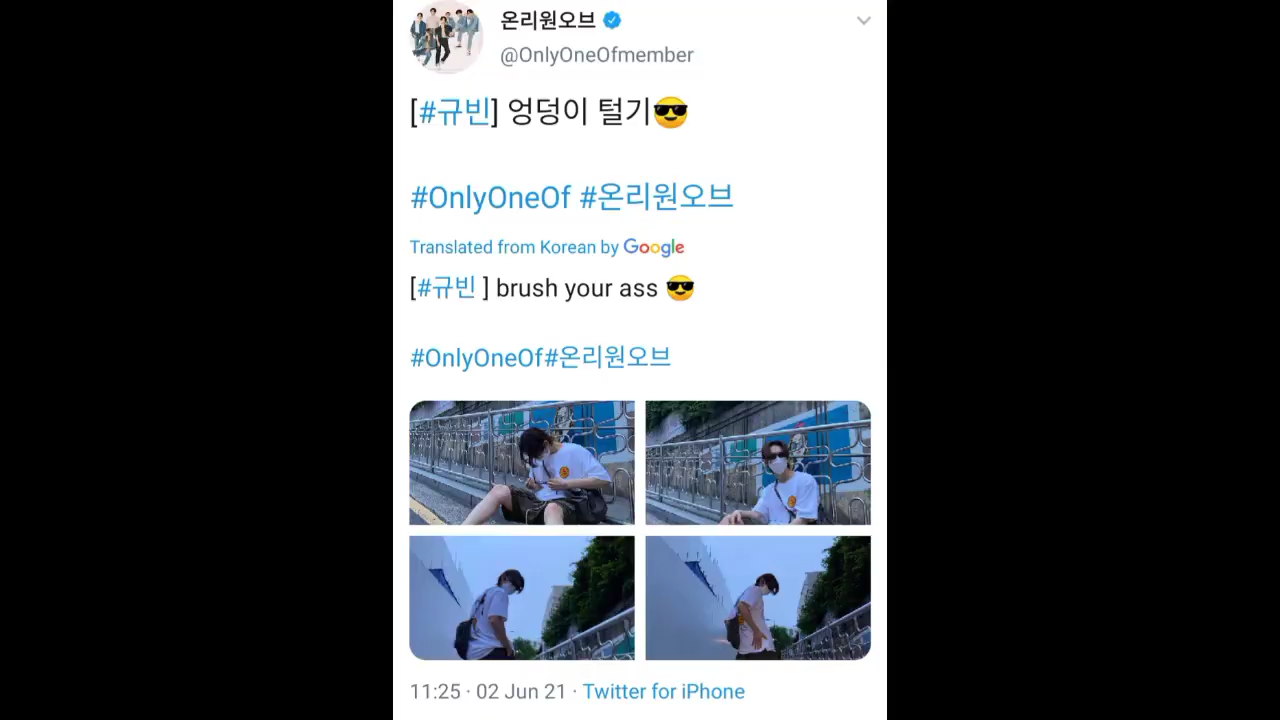 온리원오브
@OnlyOneOfmember
[#규빈] 엉덩이 털기😎
#OnlyOneOf #온리원오브
Translated from Korean by Google
[#규빈 ] brush your ass 😎
#OnlyOneOf#온리원오브
11:25 · 02 Jun 21 · Twitter for iPhone